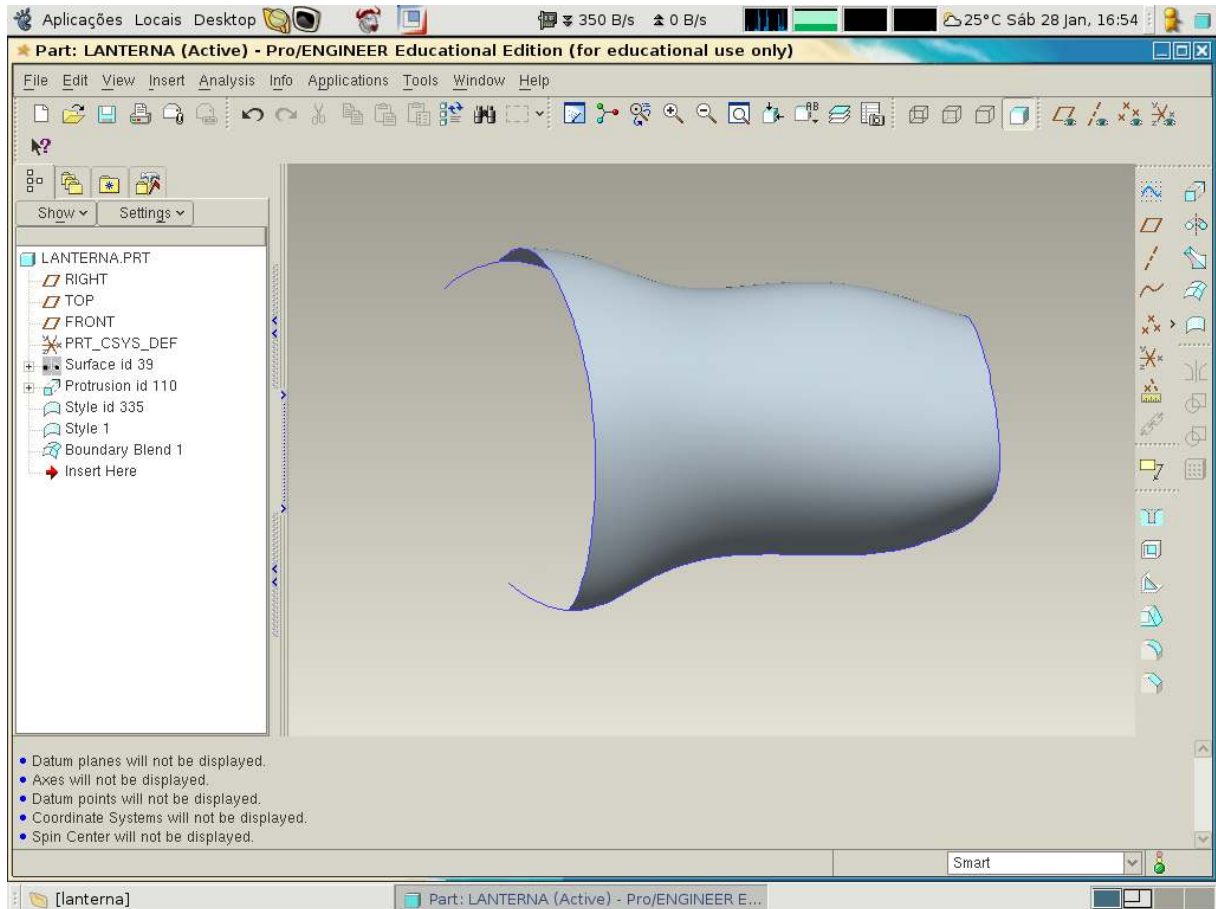 Aplicações Locais Desktop 350 B/s 0 B/s 25°C Sáb 28 Jan, 16:54
Part: LANTERNA (Active) - Pro/ENGINEER Educational Edition (for educational use only)
File Edit View Insert Analysis Info Applications Tools Window Help
Show Settings
LANTERNA.PRT
RIGHT
TOP
FRONT
PRT_CSYS_DEF
Surface id 39
Protrusion id 110
Style id 335
Style 1
Boundary Blend 1
Insert Here
Datum planes will not be displayed.
Axes will not be displayed.
Datum points will not be displayed.
Coordinate Systems will not be displayed.
Spin Center will not be displayed.
Smart
[lanterna] Part: LANTERNA (Active) - Pro/ENGINEER E...